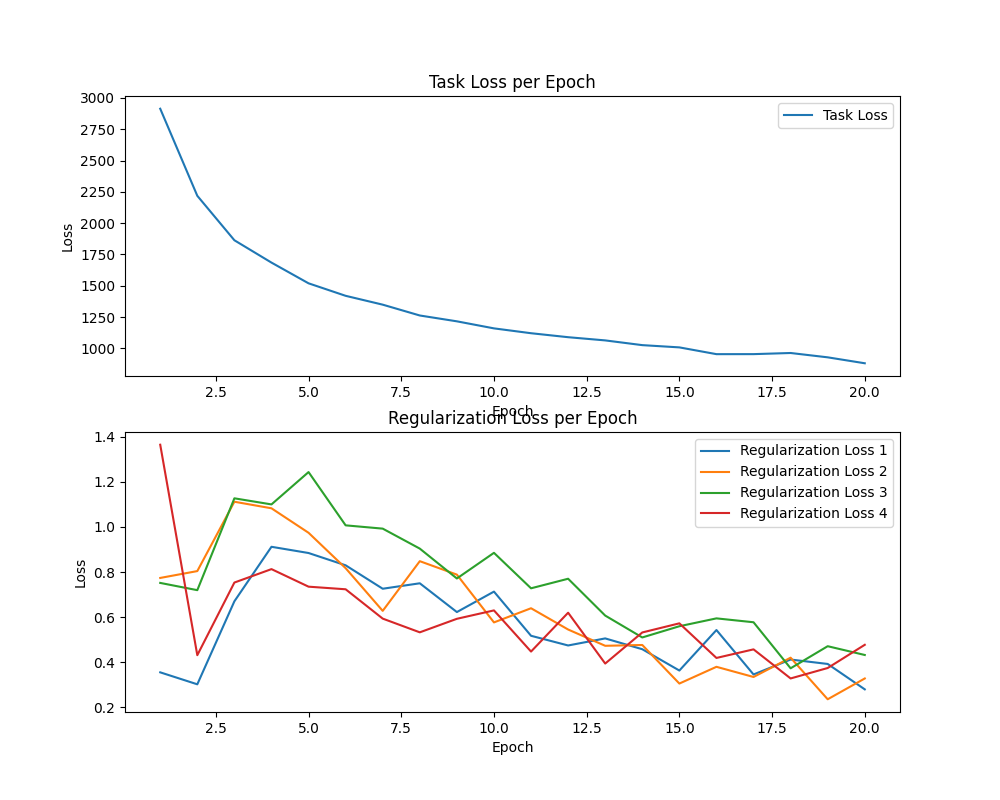 Task Loss per Epoch
3000
2750
2500
2250
2000
1750
1500
1250
1000
Loss
Task Loss
2.5 5.0 7.5 10.0 12.5 15.0 17.5 20.0
Epoch
Regularization Loss per Epoch
1.4
1.2
1.0
0.8
0.6
0.4
0.2
Loss
Regularization Loss 1
Regularization Loss 2
Regularization Loss 3
Regularization Loss 4
2.5 5.0 7.5 10.0 12.5 15.0 17.5 20.0
Epoch